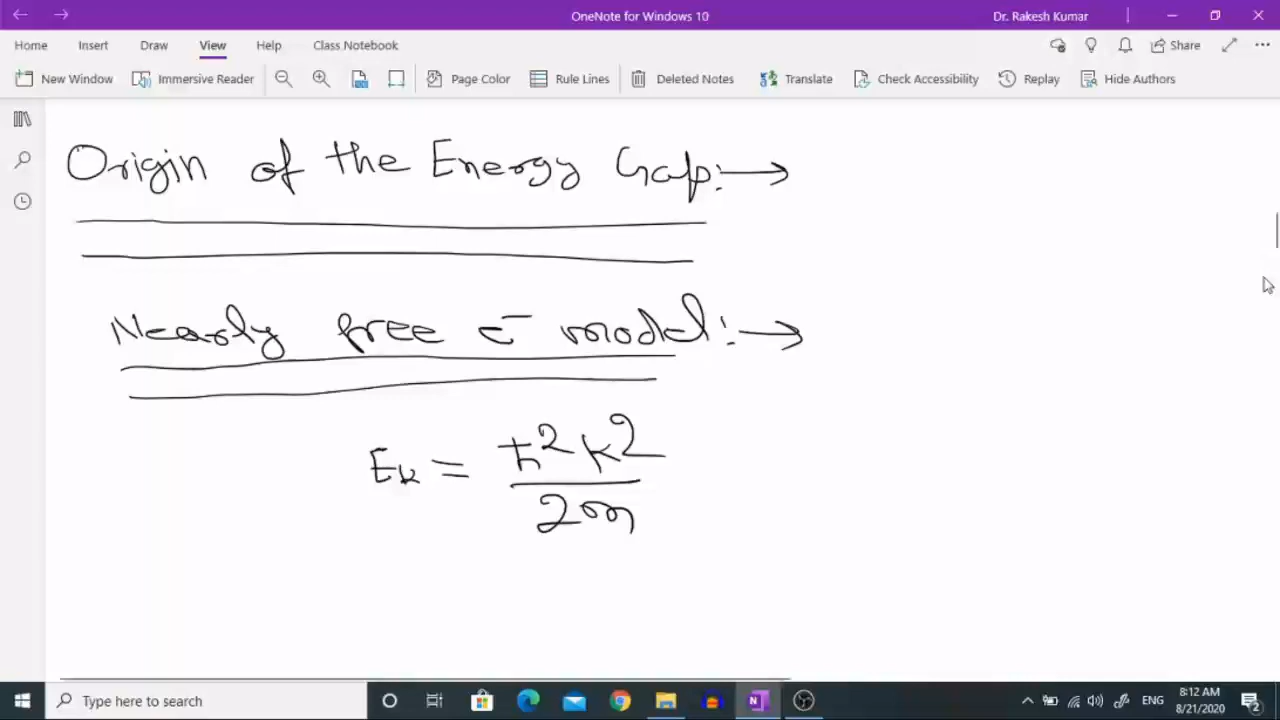 OneNote for Windows 10
Dr. Rakesh Kumar
Home Insert Draw View Help Class Notebook Share
New Window Immersive Reader Page Color Rule Lines Deleted Notes Translate Check Accessibility Replay Hide Authors
Origin of the Energy Gap:→
Nearly free e⁻ model:→
E_k = ħ²k²/2m
Type here to search
ENG
8:12 AM
8/21/2020
2